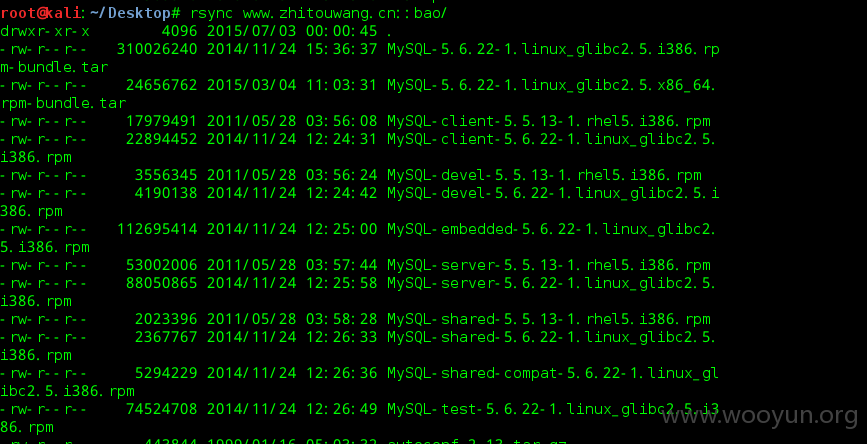 root@kali:~/Desktop# rsync www.zhitouwang.cn::bao/
drwxr-xr-x 4096 2015/07/03 00:00:45 .
-rw-r--r-- 310026240 2014/11/24 15:36:37 MySQL-5.6.22-1.linux_glibc2.5.i386.rp
m-bundle.tar
-rw-r--r-- 24656762 2015/03/04 11:03:31 MySQL-5.6.22-1.linux_glibc2.5.x86_64.
rpm-bundle.tar
-rw-r--r-- 17979491 2011/05/28 03:56:08 MySQL-client-5.5.13-1.rhel5.i386.rpm
-rw-r--r-- 22894452 2014/11/24 12:24:31 MySQL-client-5.6.22-1.linux_glibc2.5.
i386.rpm
-rw-r--r-- 3556345 2011/05/28 03:56:24 MySQL-devel-5.5.13-1.rhel5.i386.rpm
-rw-r--r-- 4190138 2014/11/24 12:24:42 MySQL-devel-5.6.22-1.linux_glibc2.5.i
386.rpm
-rw-r--r-- 112695414 2014/11/24 12:25:00 MySQL-embedded-5.6.22-1.linux_glibc2.
5.i386.rpm
-rw-r--r-- 53002006 2011/05/28 03:57:44 MySQL-server-5.5.13-1.rhel5.i386.rpm
-rw-r--r-- 88050865 2014/11/24 12:25:58 MySQL-server-5.6.22-1.linux_glibc2.5.
i386.rpm
-rw-r--r-- 2023396 2011/05/28 03:58:28 MySQL-shared-5.5.13-1.rhel5.i386.rpm
-rw-r--r-- 2367767 2014/11/24 12:26:33 MySQL-shared-5.6.22-1.linux_glibc2.5.
i386.rpm
-rw-r--r-- 5294229 2014/11/24 12:26:36 MySQL-shared-compat-5.6.22-1.linux_gl
ibc2.5.i386.rpm
-rw-r--r-- 74524708 2014/11/24 12:26:49 MySQL-test-5.6.22-1.linux_glibc2.5.i3
86.rpm
www.wooyun.org